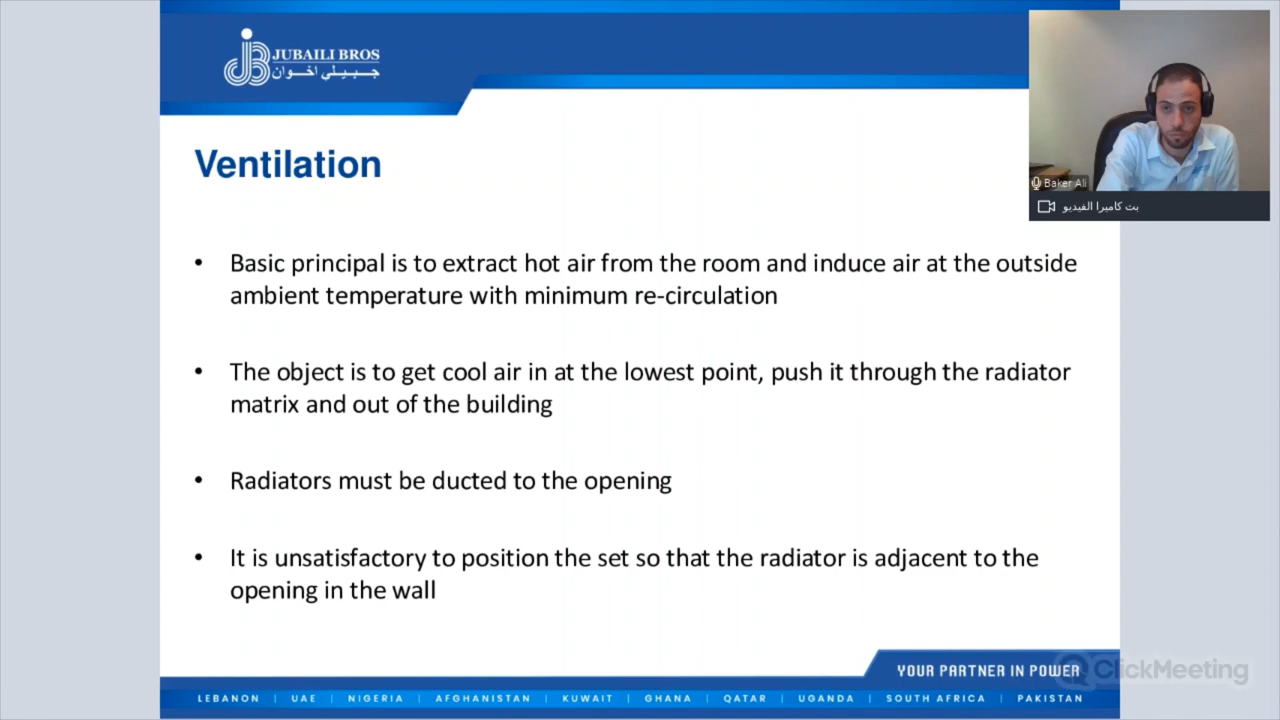 JUBAILI BROS
جبيلي اخوان
Ventilation
Baker Ali
بث كاميرا الفيديو
• Basic principal is to extract hot air from the room and induce air at the outside
ambient temperature with minimum re-circulation
• The object is to get cool air in at the lowest point, push it through the radiator
matrix and out of the building
• Radiators must be ducted to the opening
• It is unsatisfactory to position the set so that the radiator is adjacent to the
opening in the wall
YOUR PARTNER IN POWER
ClickMeeting
LEBANON | UAE | NIGERIA | AFGHANISTAN | KUWAIT | GHANA | QATAR | UGANDA | SOUTH AFRICA | PAKISTAN